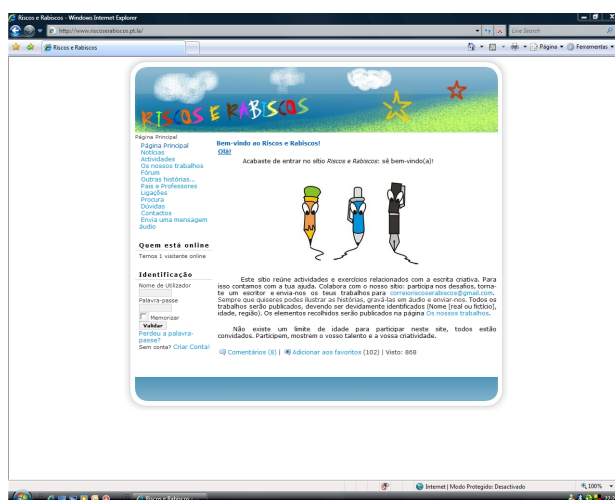 Riscos e Rabiscos - Windows Internet Explorer
http://www.riscoserabiscos.pt.la/
Live Search
Riscos e Rabiscos
Página
Ferramentas
RISCOS E RABISCOS
Página Principal
Página Principal
Notícias
Actividades
Os nossos trabalhos
Fórum
Outras histórias...
Pais e Professores
Ligações
Procura
Dúvidas
Contactos
Envia uma mensagem
áudio
Quem está online
Temos 1 visitante online
Identificação
Nome de Utilizador
Palavra-passe
Memorizar
Validar
Perdeu a palavra-
passe?
Sem conta? Criar Conta!
Bem-vindo ao Riscos e Rabiscos!
Olá!
Acabaste de entrar no sítio Riscos e Rabiscos: sê bem-vindo(a)!
Este sítio reúne actividades e exercícios relacionados com a escrita criativa. Para
isso contamos com a tua ajuda. Colabora com o nosso sítio: participa nos desafios, torna-
te um escritor e envia-nos os teus trabalhos para correioriscoserabiscos@gmail.com.
Sempre que quiseres podes ilustrar as histórias, gravá-las em áudio e enviar-nos. Todos os
trabalhos serão publicados, devendo ser devidamente identificados (Nome [real ou fictício],
idade, região). Os elementos recolhidos serão publicados na página Os nossos trabalhos.
Não existe um limite de idade para participar neste site, todos estão
convidados. Participem, mostrem o vosso talento e a vossa criatividade.
Comentários (8) | Adicionar aos favoritos (102) | Visto: 868
Internet | Modo Protegido: Desactivado
100%
Riscos e Rabiscos -